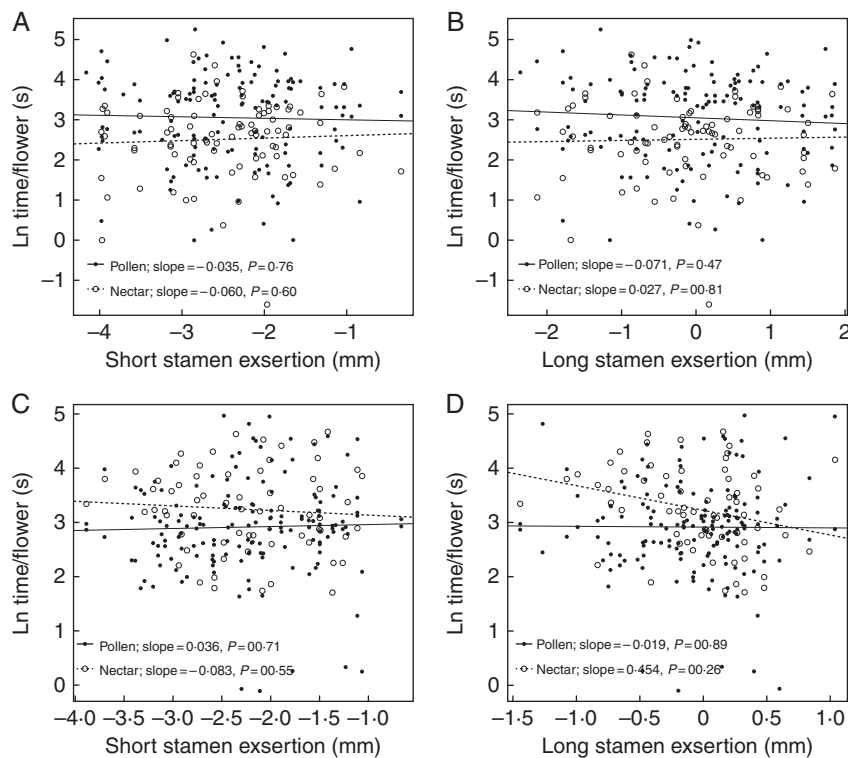 A
B
Ln time/flower (s)
5
4
3
2
1
0
−1
Pollen; slope=−0·035, P=0·76
Nectar; slope=−0·060, P=0·60
−4 −3 −2 −1
Short stamen exsertion (mm)
Ln time/flower (s)
5
4
3
2
1
0
−1
Pollen; slope=−0·071, P=0·47
Nectar; slope=0·027, P=00·81
−2 −1 0 1 2
Long stamen exsertion (mm)
C
D
Ln time/flower (s)
5
4
3
2
1
0
Pollen; slope=0·036, P=00·71
Nectar; slope=−0·083, P=00·55
−4·0 −3·5 −3·0 −2·5 −2·0 −1·5 −1·0
Short stamen exsertion (mm)
Ln time/flower (s)
5
4
3
2
1
0
Pollen; slope=−0·019, P=00·89
Nectar; slope=0·454, P=00·26
−1·5 −1·0 −0·5 0 0·5 1·0
Long stamen exsertion (mm)